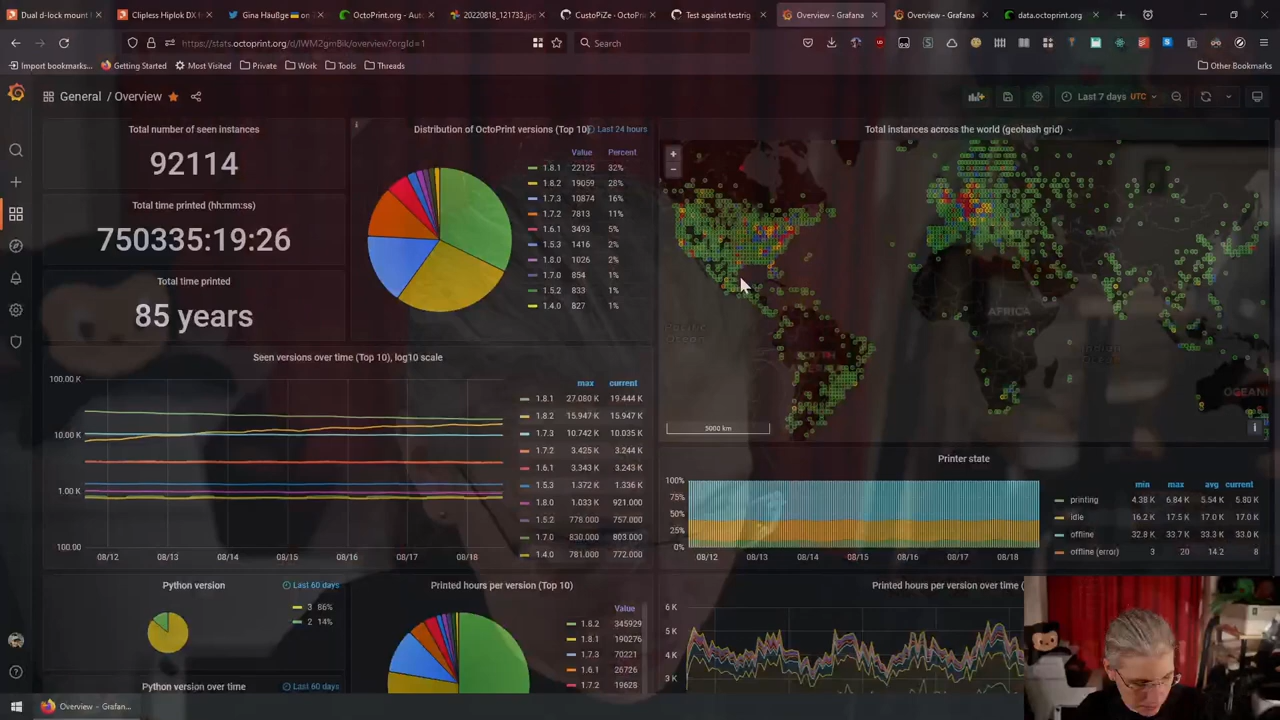 Dual d-lock mount
Clipless Hiplok DX f
Gina Häußge
on T
OctoPrint.org - Auto
20220818_121733.jp
CustoPiZe - OctoPr
Test against testrig
Overview - Grafana
Overview - Grafana
data.octoprint.org
https://stats.octoprint.org/d/lWM2gmBik/overview?orgId=1
Search
Import bookmarks...
Getting Started
Most Visited
Private
Work
Tools
Threads
Other Bookmarks
General / Overview
Last 7 days UTC
Total number of seen instances
92114
Total time printed (hh:mm:ss)
750335:19:26
Total time printed
85 years
Distribution of OctoPrint versions (Top 10)
Last 24 hours
Value Percent
1.8.1 22125 32%
1.8.2 19059 28%
1.7.3 10874 16%
1.7.2 7813 11%
1.6.1 3493 5%
1.5.3 1416 2%
1.8.0 1026 2%
1.7.0 854 1%
1.5.2 833 1%
1.4.0 827 1%
Total instances across the world (geohash grid)
+
−
Pacific
Ocean
AFRICA
Indian
OCEANI
5000 km
i
Seen versions over time (Top 10), log10 scale
100.00 K
10.00 K
1.00 K
100.00
08/12 08/13 08/14 08/15 08/16 08/17 08/18
max current
1.8.1 27.080 K 19.444 K
1.8.2 15.947 K 15.947 K
1.7.3 10.742 K 10.035 K
1.7.2 3.425 K 3.244 K
1.6.1 3.343 K 3.243 K
1.5.3 1.372 K 1.336 K
1.8.0 1.033 K 921.000
1.5.2 778.000 757.000
1.7.0 830.000 803.000
1.4.0 781.000 772.000
Printer state
100%
75%
50%
25%
0%
08/12 08/13 08/14 08/15 08/16 08/17 08/18
min max avg current
printing 4.38 K 6.84 K 5.54 K 5.80 K
idle 16.2 K 17.5 K 17.0 K 17.0 K
offline 32.8 K 33.7 K 33.3 K 33.0 K
offline (error) 3 20 14.2 8
Python version
Last 60 days
3 86%
2 14%
Python version over time
Last 60 days
Printed hours per version (Top 10)
Value
1.8.2 345929
1.8.1 190276
1.7.3 70221
1.6.1 26726
1.7.2 19628
Printed hours per version over time (
6 K
5 K
4 K
3 K
Overview – Grafana...